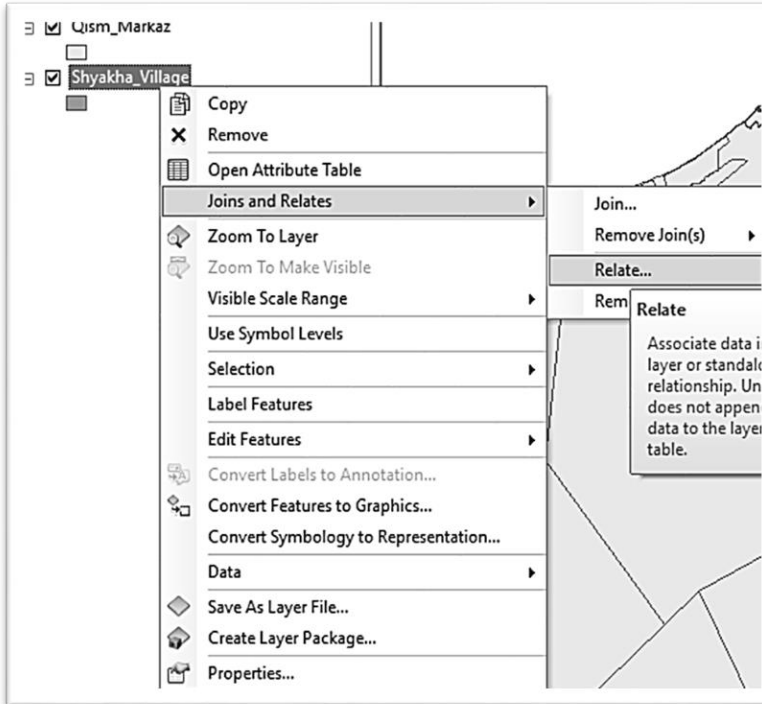 Qism_Markaz
Shyakha_Village
Copy
Remove
Open Attribute Table
Joins and Relates
Zoom To Layer
Zoom To Make Visible
Visible Scale Range
Use Symbol Levels
Selection
Label Features
Edit Features
Convert Labels to Annotation...
Convert Features to Graphics...
Convert Symbology to Representation...
Data
Save As Layer File...
Create Layer Package...
Properties...
Join...
Remove Join(s)
Relate...
Rem
Relate
Associate data i
layer or standal
relationship. Un
does not appen
data to the layer
table.